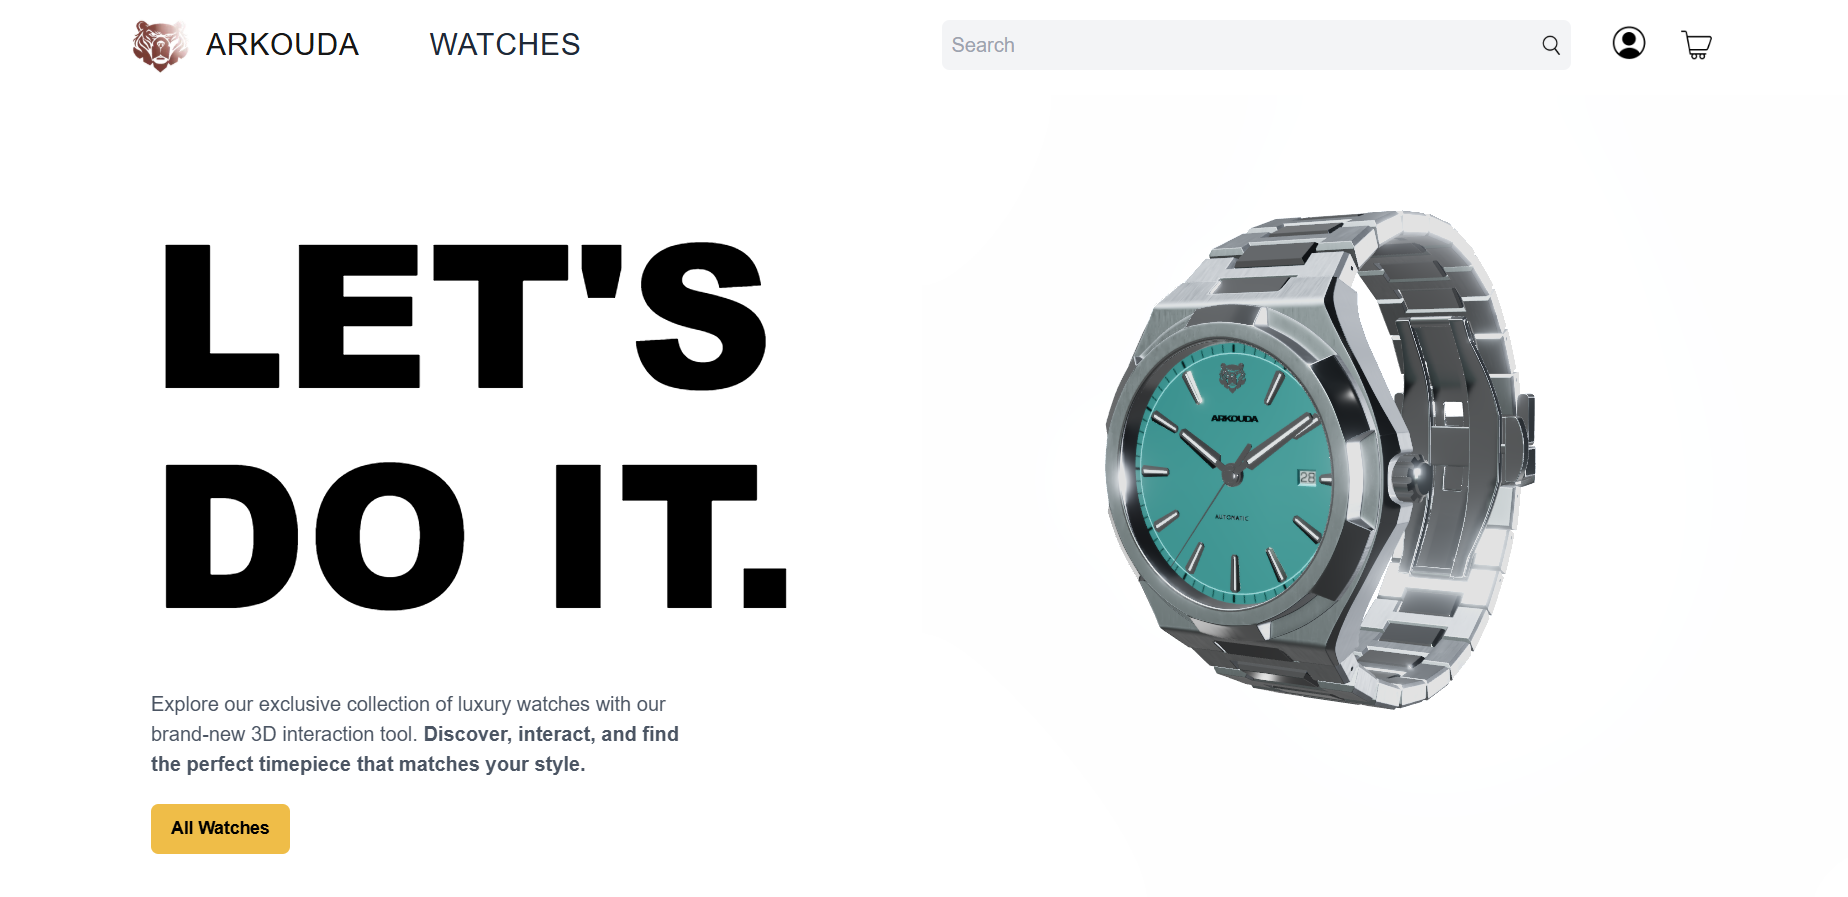 ARKOUDA
WATCHES
Search
LET'S
DO IT.
Explore our exclusive collection of luxury watches with our
brand-new 3D interaction tool. Discover, interact, and find
the perfect timepiece that matches your style.
All Watches
ARKOUDA
28
AUTOMATIC